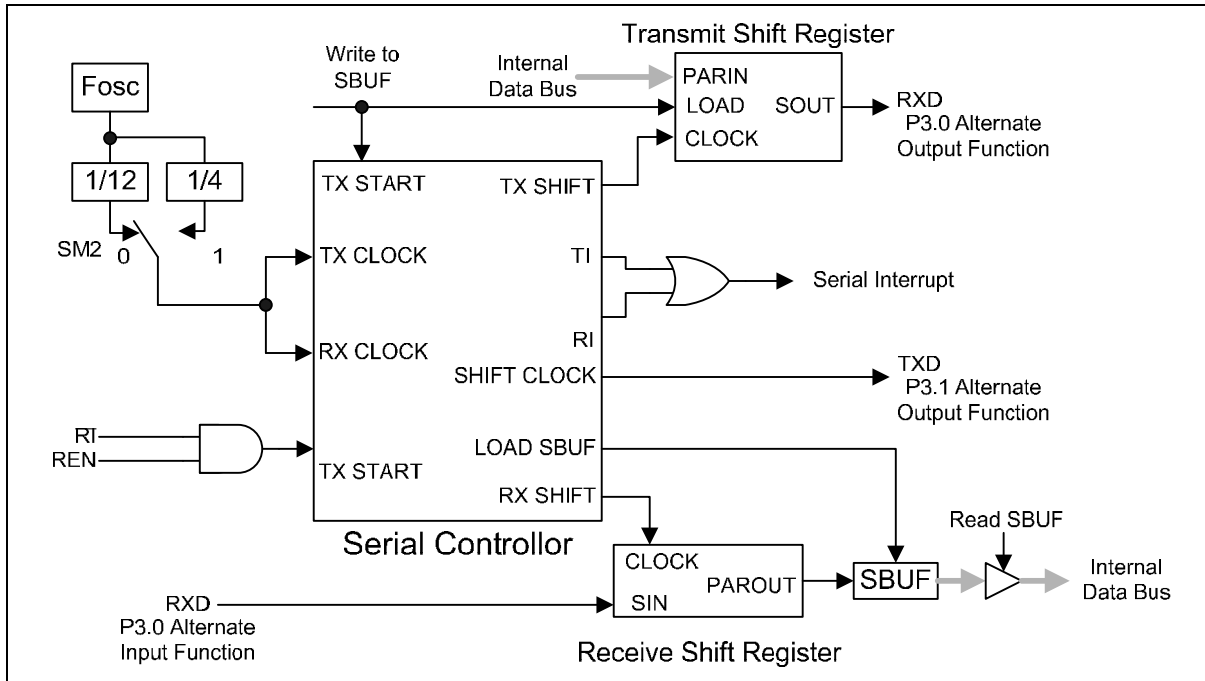 Transmit Shift Register
Write to
SBUF
Internal
Data Bus
PARIN
LOAD
SOUT
CLOCK
RXD
P3.0 Alternate
Output Function
Fosc
1/12
1/4
SM2
0
1
TX START
TX SHIFT
TX CLOCK
TI
Serial Interrupt
RX CLOCK
RI
SHIFT CLOCK
TXD
P3.1 Alternate
Output Function
RI
REN
LOAD SBUF
TX START
RX SHIFT
Serial Controllor
Read SBUF
CLOCK
PAROUT
SIN
SBUF
Internal
Data Bus
RXD
P3.0 Alternate
Input Function
Receive Shift Register